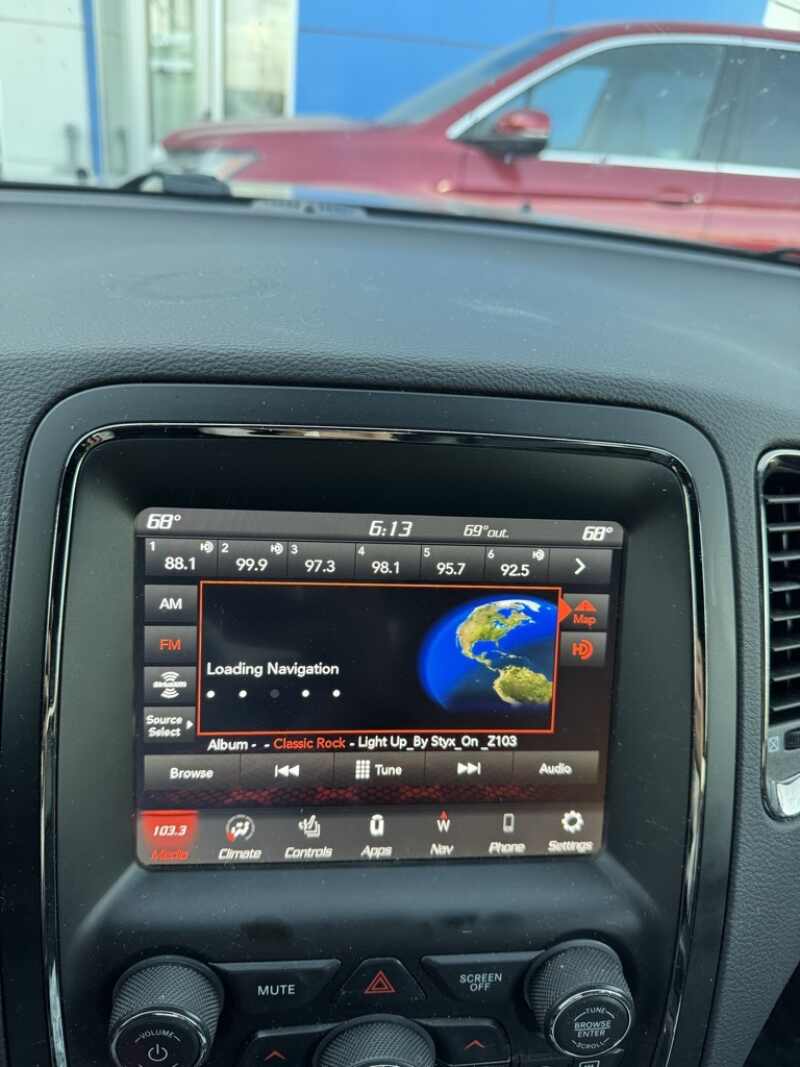 68° 6:13 69°out. 68°
1 88.1 2 99.9 3 97.3 4 98.1 5 95.7 6 92.5
AM
FM
Map
Loading Navigation
Source
Select
Album - - Classic Rock - Light Up_By Styx_On _Z103
Browse Tune Audio
103.3
Media Climate Controls Apps W Nav Phone Settings
MUTE SCREEN
OFF
VOLUME
TUNE
BROWSE
ENTER
SCROLL